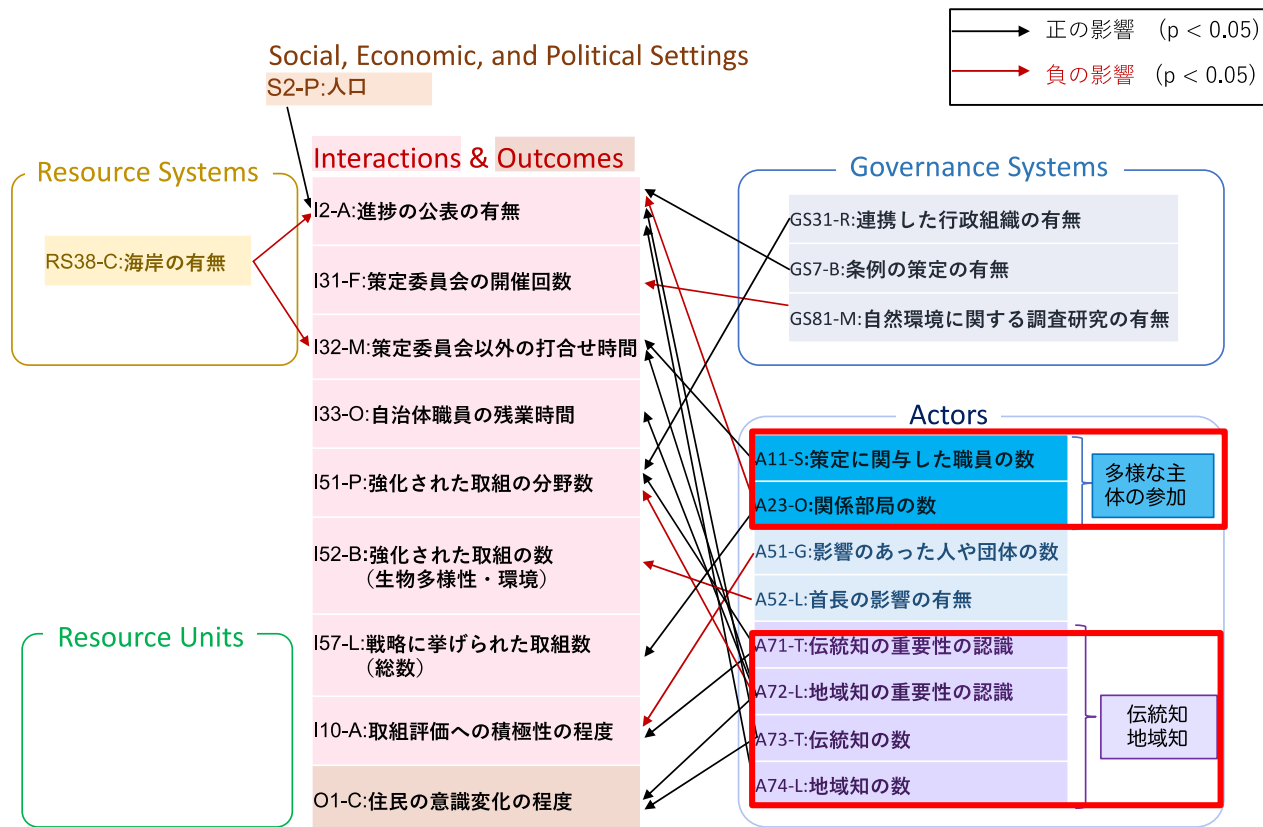 正の影響 (p < 0.05)
負の影響 (p < 0.05)
Social, Economic, and Political Settings
S2-P:人口
Interactions & Outcomes
Resource Systems
RS38-C:海岸の有無
Resource Units
I2-A:進捗の公表の有無
I31-F:策定委員会の開催回数
I32-M:策定委員会以外の打合せ時間
I33-O:自治体職員の残業時間
I51-P:強化された取組の分野数
I52-B:強化された取組の数
(生物多様性・環境)
I57-L:戦略に挙げられた取組数
(総数)
I10-A:取組評価への積極性の程度
O1-C:住民の意識変化の程度
Governance Systems
GS31-R:連携した行政組織の有無
GS7-B:条例の策定の有無
GS81-M:自然環境に関する調査研究の有無
Actors
A11-S:策定に関与した職員の数
A23-O:関係部局の数
A51-G:影響のあった人や団体の数
A52-L:首長の影響の有無
A71-T:伝統知の重要性の認識
A72-L:地域知の重要性の認識
A73-T:伝統知の数
A74-L:地域知の数
多様な主
体の参加
伝統知
地域知